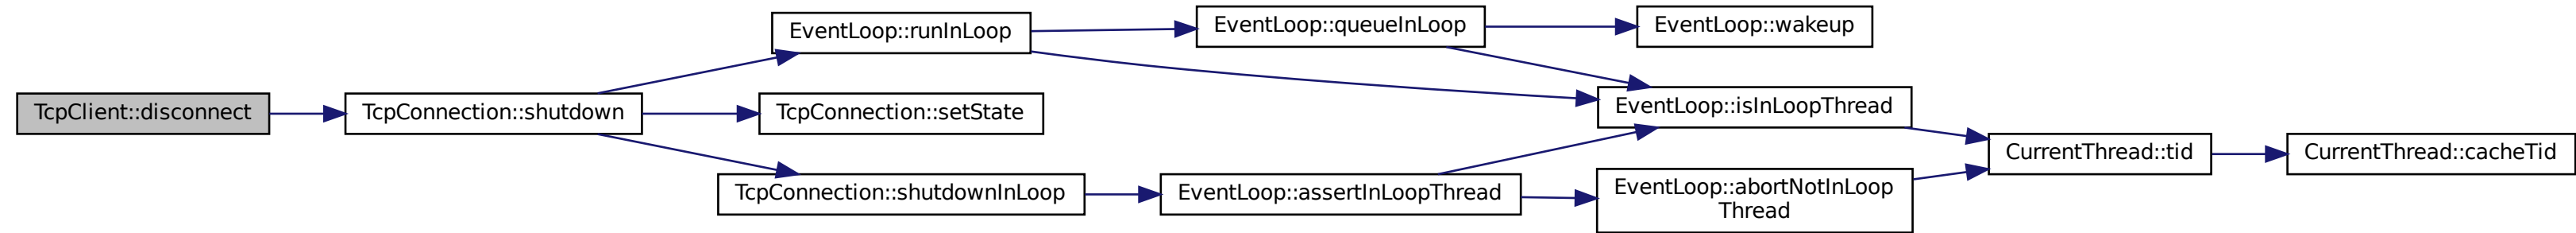 TcpClient::disconnect
TcpConnection::shutdown
EventLoop::runInLoop
TcpConnection::setState
TcpConnection::shutdownInLoop
EventLoop::queueInLoop
EventLoop::assertInLoopThread
EventLoop::wakeup
EventLoop::isInLoopThread
EventLoop::abortNotInLoop
Thread
CurrentThread::tid
CurrentThread::cacheTid